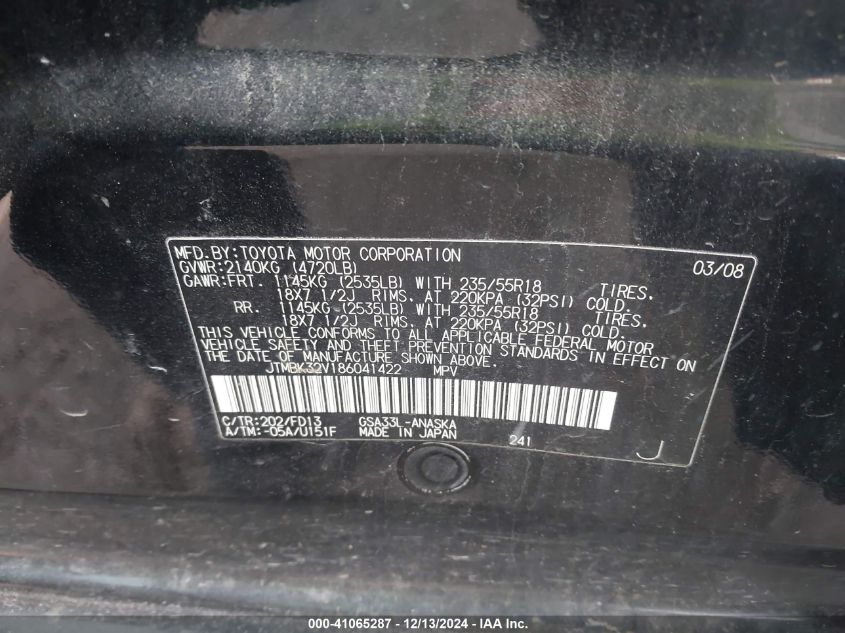 MFD.BY:TOYOTA MOTOR CORPORATION 03/08
GVWR:2140KG (4720LB)
GAWR:FRT. 1145KG (2535LB) WITH 235/55R18 TIRES,
18X7 1/2J RIMS, AT 220KPA (32PSI) COLD.
RR. 1145KG (2535LB) WITH 235/55R18 TIRES,
18X7 1/2J RIMS, AT 220KPA (32PSI) COLD.
THIS VEHICLE CONFORMS TO ALL APPLICABLE FEDERAL MOTOR
VEHICLE SAFETY AND THEFT PREVENTION STANDARDS IN EFFECT ON
THE DATE OF MANUFACTURE SHOWN ABOVE.
JTMBK32V186041422 MPV
C/TR:202/FD13 GSA33L-ANASKA
A/TM:-05A/U151F MADE IN JAPAN 241 J
000-41065287 - 12/13/2024 - IAA Inc.